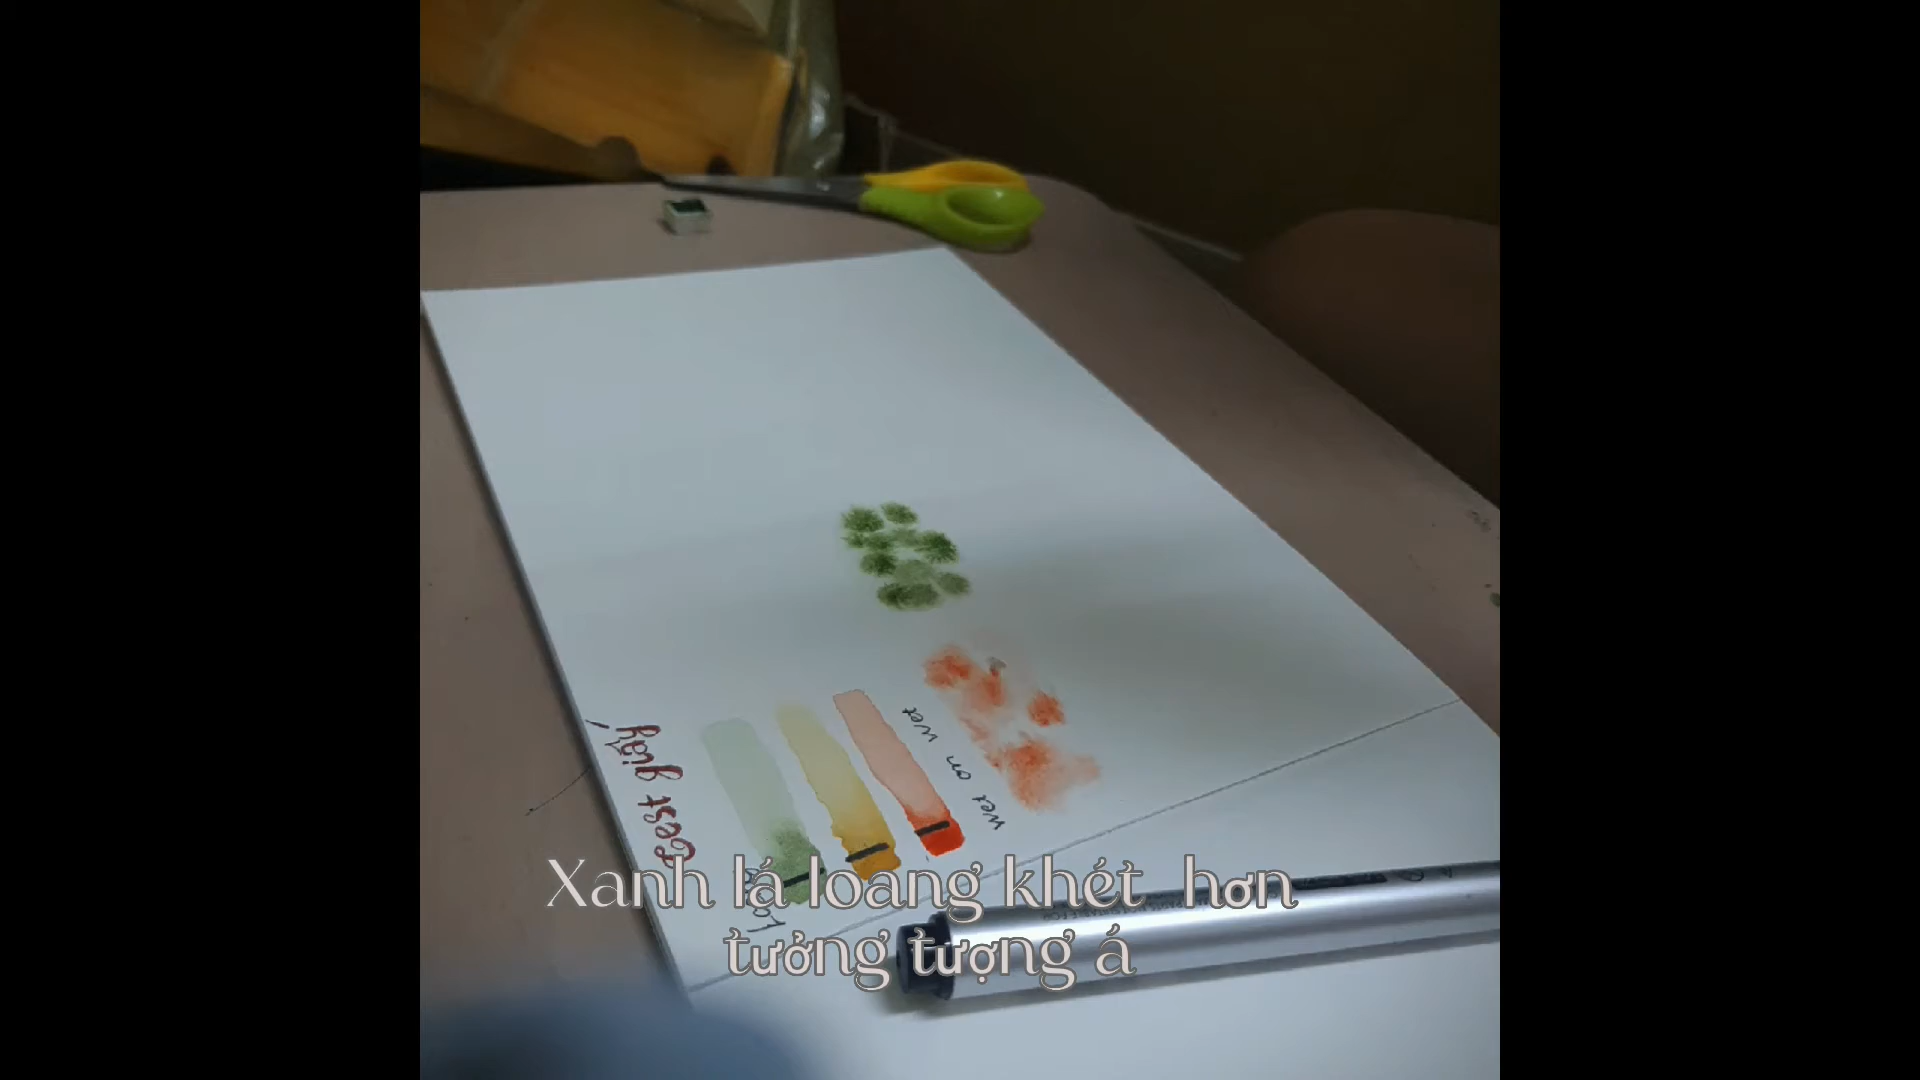 Test giấy!
wet on wet
Xanh lá loang khét hơn
tưởng tượng á